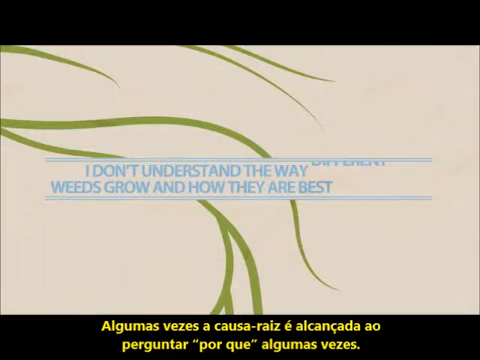 DIFFERENT
I DON'T UNDERSTAND THE WAY
WEEDS GROW AND HOW THEY ARE BEST
Algumas vezes a causa-raiz é alcançada ao
perguntar “por que” algumas vezes.